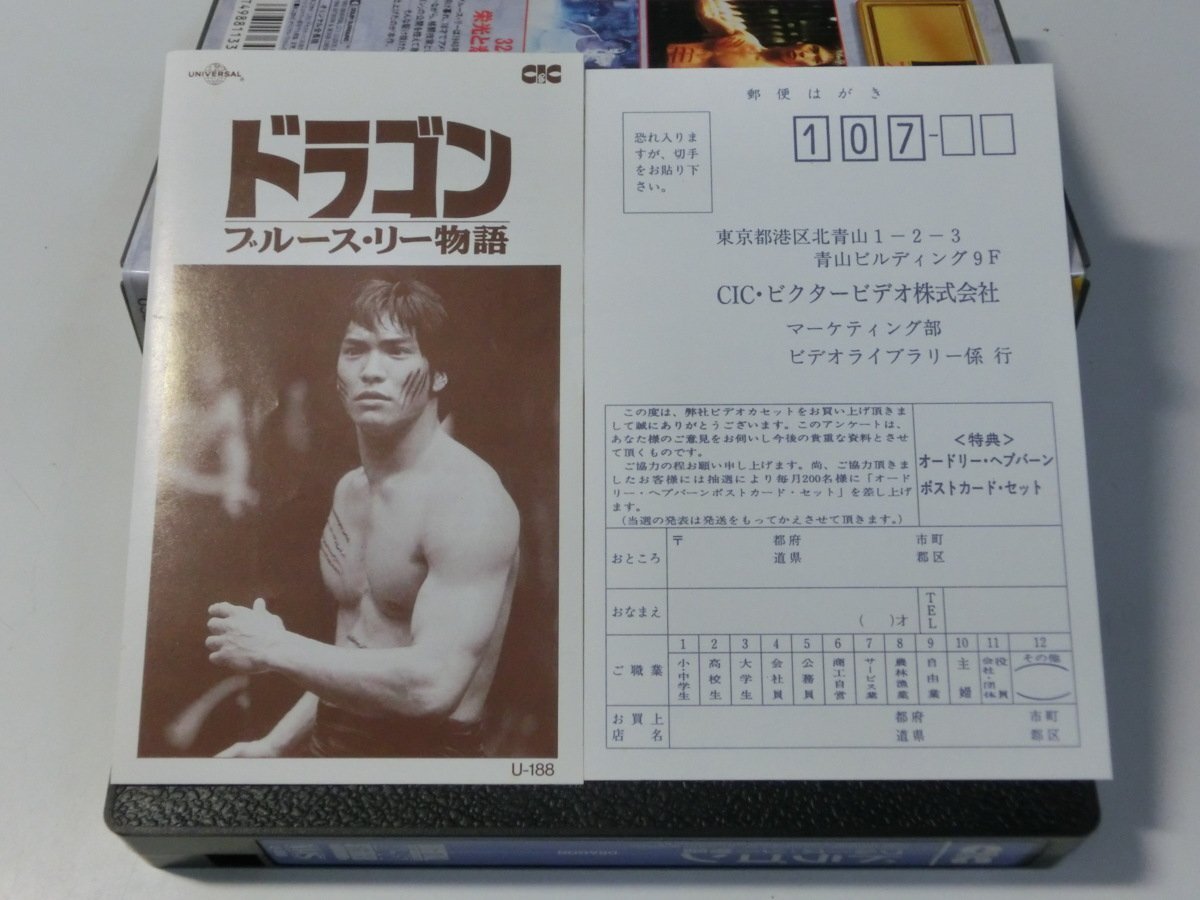 UNIVERSAL
CIC
ドラゴン
ブルース・リー物語
U-188
郵便はがき
恐れ入りま
すが、切手
をお貼り下
さい。
107-
東京都港区北青山1-2-3
青山ビルディング9F
CIC・ビクタービデオ株式会社
マーケティング部
ビデオライブラリー係 行
この度は、弊社ビデオカセットをお買い上げ頂きま
して誠にありがとうございます。このアンケートは、
あなた様のご意見をお伺いし今後の貴重な資料とさせ
て頂くものです。
ご協力の程お願い申し上げます。尚、ご協力頂きま
したお客様には抽選により毎月200名様に「オード
リー・ヘプバーンポストカード・セット」を差し上げ
ます。
(当選の発表は発送をもってかえさせて頂きます。)
<特典>
オードリー・ヘプバーン
ポストカード・セット
おところ 〒 都府 市町
道県 郡区
おなまえ ( )才 TEL
ご職業
1 2 3 4 5 6 7 8 9 10 11 12
小・中学生 高校生 大学生 会社員 公務員 商工自営 サービス業 農林漁業 自由業 主婦 会社・団体役員 その他
お買上 都府 市町
店名 道県 郡区
DRAGON
ドラゴン